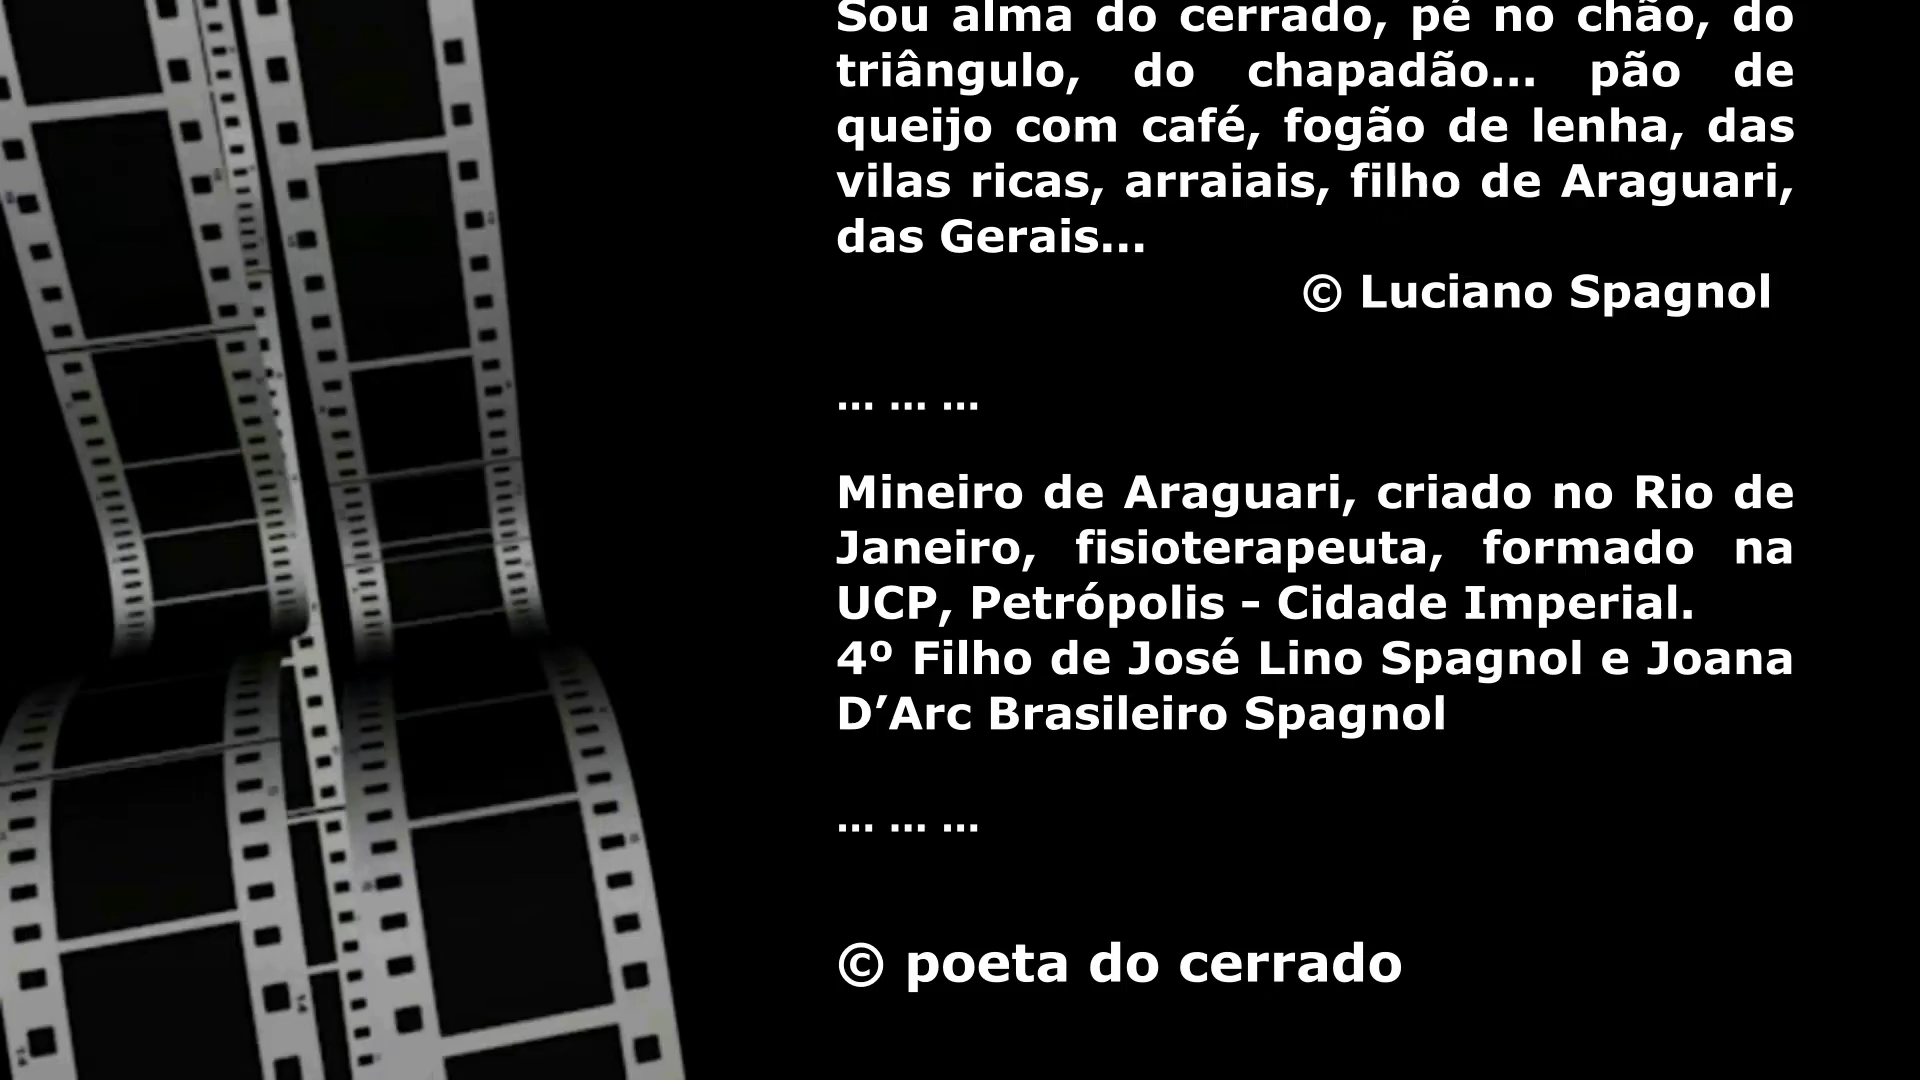 Sou alma do cerrado, pé no chão, do
triângulo, do chapadão... pão de
queijo com café, fogão de lenha, das
vilas ricas, arraiais, filho de Araguari,
das Gerais...
© Luciano Spagnol
... ... ...
Mineiro de Araguari, criado no Rio de
Janeiro, fisioterapeuta, formado na
UCP, Petrópolis - Cidade Imperial.
4º Filho de José Lino Spagnol e Joana
D’Arc Brasileiro Spagnol
... ... ...
© poeta do cerrado